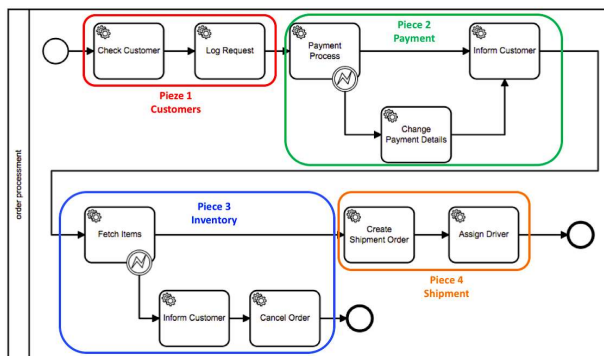 Check Customer
Log Request
Pieze 1
Customers
Payment
Process
Piece 2
Payment
Inform Customer
Change
Payment Details
order processment
Piece 3
Inventory
Fetch Items
Inform Customer
Cancel Order
Create
Shipment Order
Assign Driver
Piece 4
Shipment